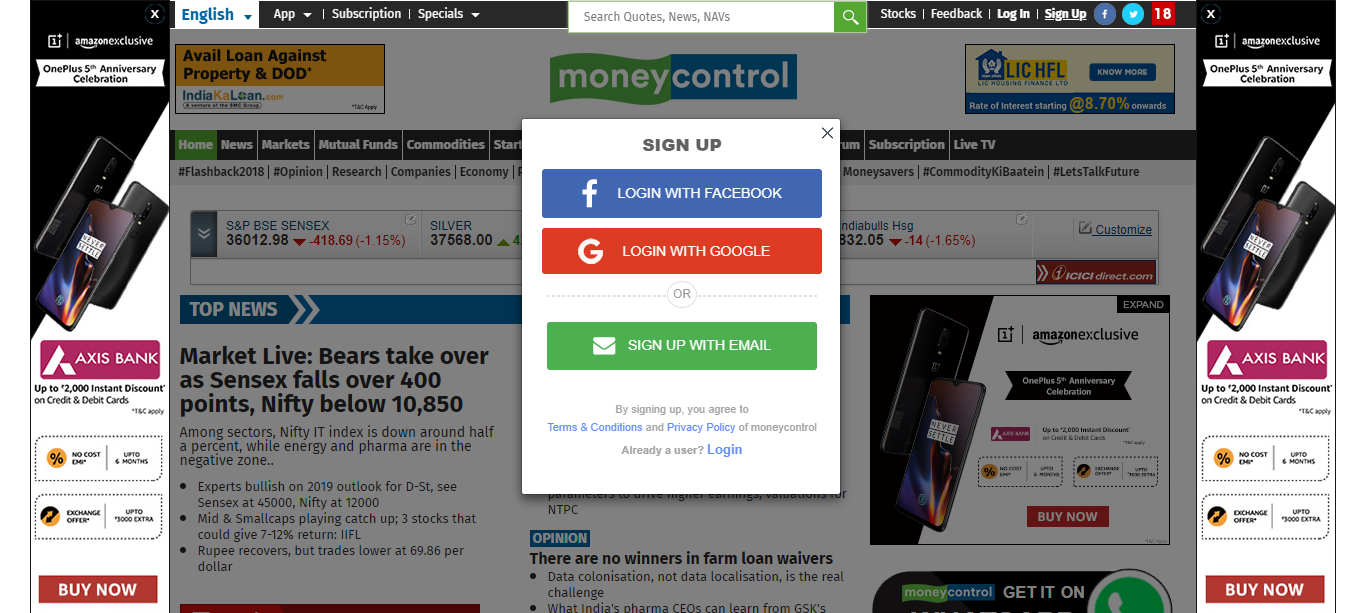 English
App
Subscription
Specials
Search Quotes, News, NAVs
Stocks
Feedback
Log In
Sign Up
18
X
1+ | amazonexclusive
OnePlus 5th Anniversary
Celebration
NEVER
SETTLE
AXIS BANK
Up to ₹2,000 Instant Discount*
on Credit & Debit Cards
*T&C apply
% NO COST
EMI*
UPTO
6 MONTHS
EXCHANGE
OFFER*
UPTO
₹3000 EXTRA
BUY NOW
Avail Loan Against
Property & DOD*
IndiaKaLoan.com
A venture of the SMC Group
*T&C Apply
moneycontrol
LIC HFL
LIC HOUSING FINANCE LTD
KNOW MORE
Rate of Interest starting @8.70% onwards
Home
News
Markets
Mutual Funds
Commodities
Start
rum
Subscription
Live TV
#Flashback2018 | #Opinion | Research | Companies | Economy |
Moneysavers | #CommodityKiBaatein | #LetsTalkFuture
S&P BSE SENSEX
36012.98 -418.69 (-1.15%)
SILVER
37568.00
ndiabulls Hsg
832.05 -14 (-1.65%)
Customize
ICICI direct.com
SIGN UP
LOGIN WITH FACEBOOK
LOGIN WITH GOOGLE
OR
SIGN UP WITH EMAIL
By signing up, you agree to
Terms & Conditions and Privacy Policy of moneycontrol
Already a user? Login
TOP NEWS
Market Live: Bears take over
as Sensex falls over 400
points, Nifty below 10,850
Among sectors, Nifty IT index is down around half
a percent, while energy and pharma are in the
negative zone..
Experts bullish on 2019 outlook for D-St, see
Sensex at 45000, Nifty at 12000
Mid & Smallcaps playing catch up; 3 stocks that
could give 7-12% return: IIFL
Rupee recovers, but trades lower at 69.86 per
dollar
parameters to drive higher earnings, valuations for
NTPC
OPINION
There are no winners in farm loan waivers
Data colonisation, not data localisation, is the real
challenge
What India's pharma CEOs can learn from GSK's
EXPAND
1+ | amazonexclusive
OnePlus 5th Anniversary
Celebration
NEVER
SETTLE
AXIS BANK
Up to ₹2,000 Instant Discount*
on Credit & Debit Cards
*T&C apply
% NO COST
EMI*
UPTO
6 MONTHS
EXCHANGE
OFFER*
UPTO
₹3000 EXTRA
BUY NOW
moneycontrol GET IT ON
X
1+ | amazonexclusive
OnePlus 5th Anniversary
Celebration
NEVER
SETTLE
AXIS BANK
Up to ₹2,000 Instant Discount*
on Credit & Debit Cards
*T&C apply
% NO COST
EMI*
UPTO
6 MONTHS
EXCHANGE
OFFER*
UPTO
₹3000 EXTRA
BUY NOW